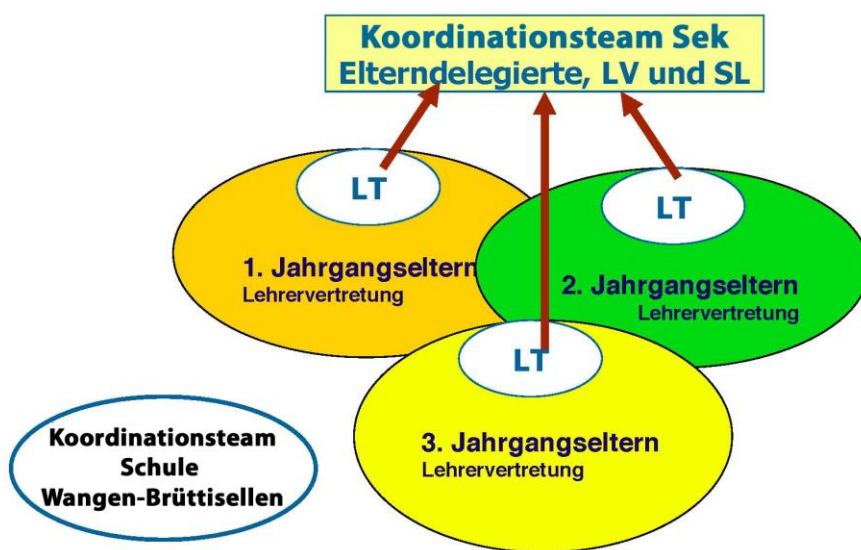 Koordinationsteam Sek
Elterndelegierte, LV und SL
LT
1. Jahrgangseltern
Lehrervertretung
LT
2. Jahrgangseltern
Lehrervertretung
LT
3. Jahrgangseltern
Lehrervertretung
Koordinationsteam
Schule
Wangen-Brüttisellen